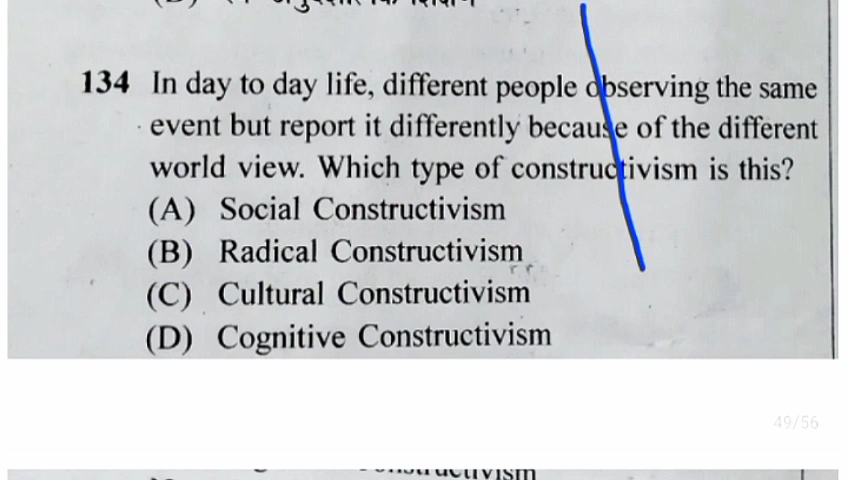 134 In day to day life, different people observing the same
event but report it differently because of the different
world view. Which type of constructivism is this?
(A) Social Constructivism
(B) Radical Constructivism
(C) Cultural Constructivism
(D) Cognitive Constructivism
49/56